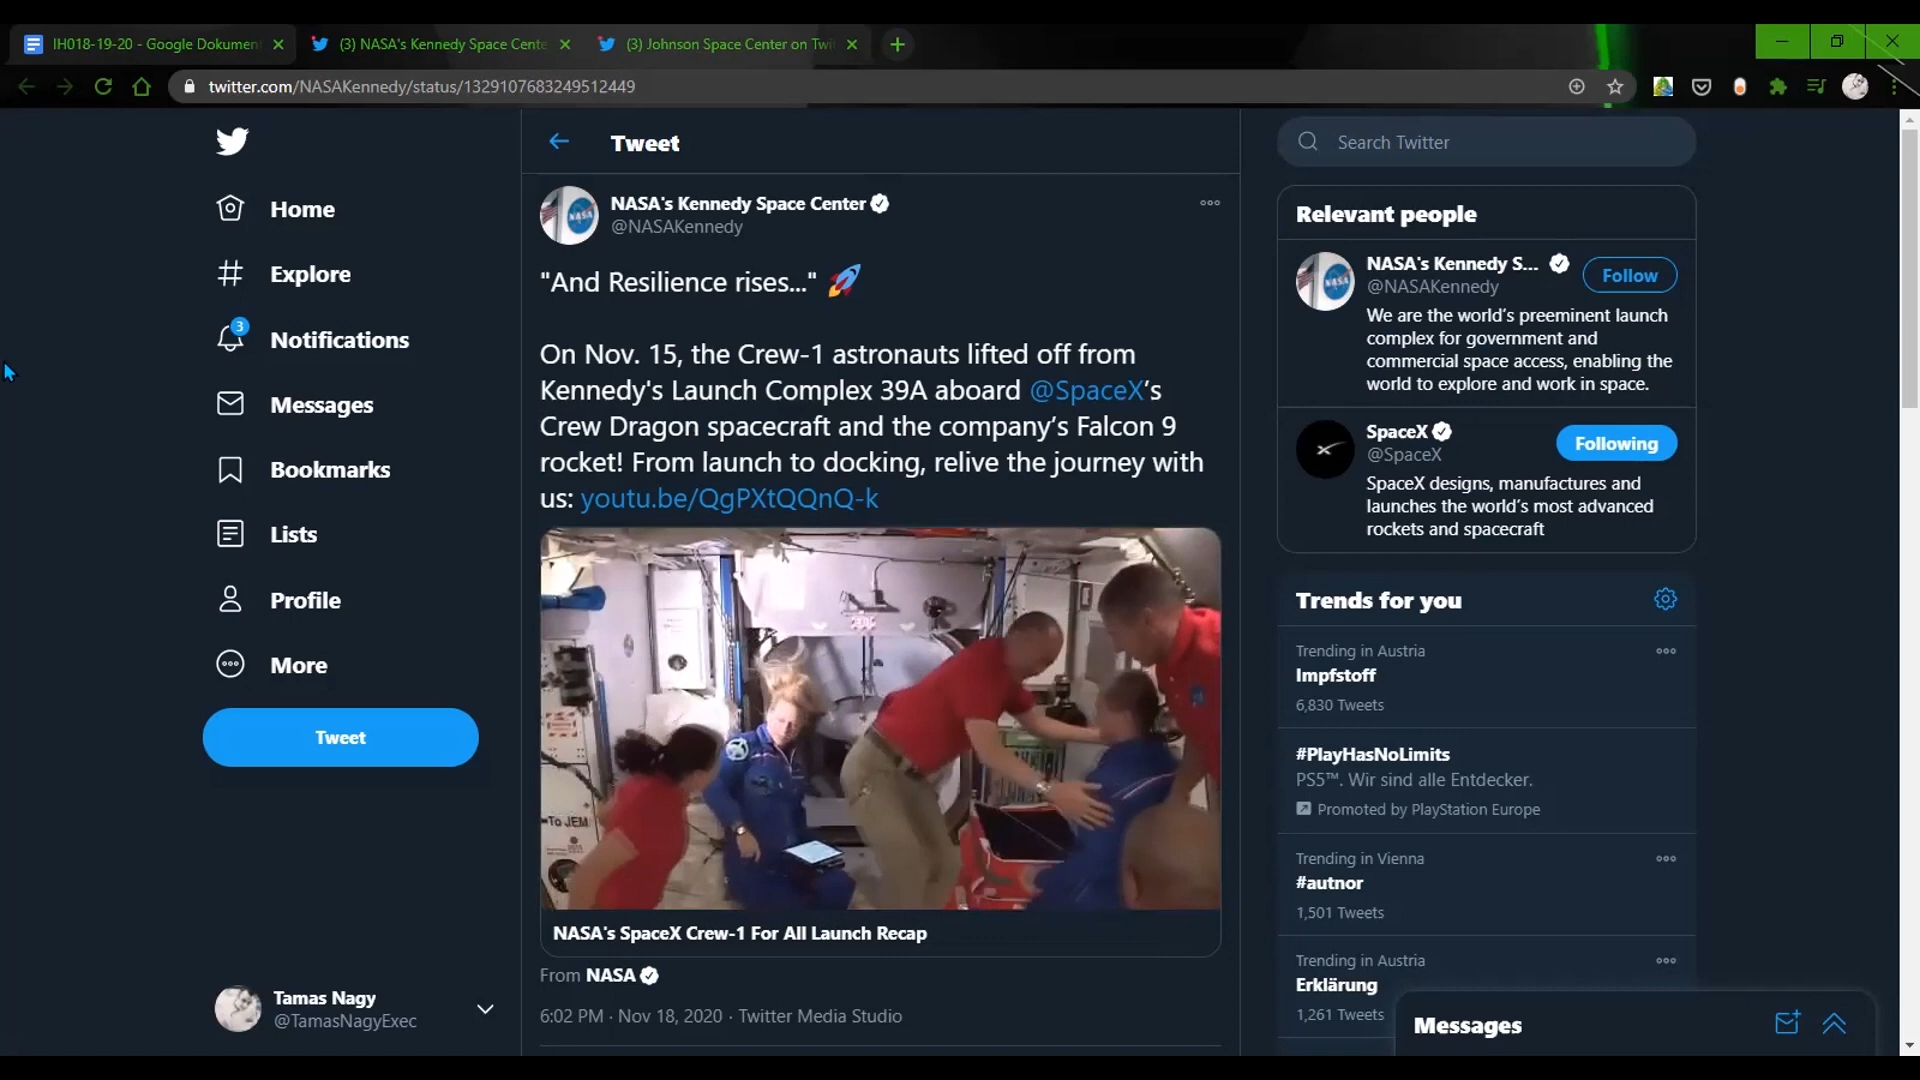 IH018-19-20 - Google Dokument
(3) NASA's Kennedy Space Cente
(3) Johnson Space Center on Twi
twitter.com/NASAKennedy/status/1329107683249512449
Home
Explore
3
Notifications
Messages
Bookmarks
Lists
Profile
More
Tweet
Tamas Nagy
@TamasNagyExec
Tweet
NASA's Kennedy Space Center
@NASAKennedy
"And Resilience rises..." 🚀
On Nov. 15, the Crew-1 astronauts lifted off from
Kennedy's Launch Complex 39A aboard @SpaceX’s
Crew Dragon spacecraft and the company’s Falcon 9
rocket! From launch to docking, relive the journey with
us: youtu.be/QgPXtQQnQ-k
To JEM
NASA's SpaceX Crew-1 For All Launch Recap
From NASA
6:02 PM · Nov 18, 2020 · Twitter Media Studio
Search Twitter
Relevant people
NASA's Kennedy S...
@NASAKennedy
Follow
We are the world’s preeminent launch
complex for government and
commercial space access, enabling the
world to explore and work in space.
SpaceX
@SpaceX
Following
SpaceX designs, manufactures and
launches the world’s most advanced
rockets and spacecraft
Trends for you
Trending in Austria
Impfstoff
6,830 Tweets
#PlayHasNoLimits
PS5™. Wir sind alle Entdecker.
Promoted by PlayStation Europe
Trending in Vienna
#autnor
1,501 Tweets
Trending in Austria
Erklärung
1,261 Tweets
Messages